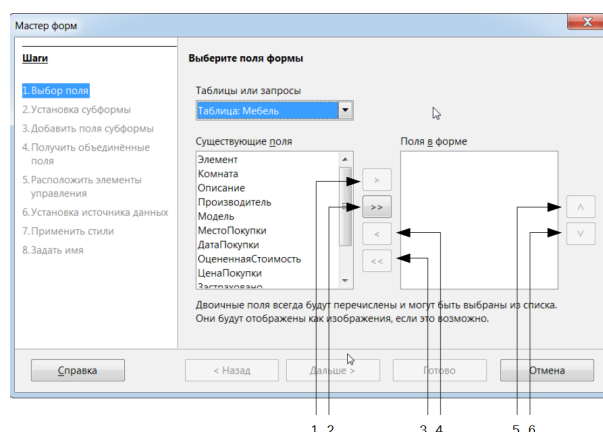 Мастер форм
Шаги
1.Выбор поля
2.Установка субформы
3.Добавить поля субформы
4.Получить объединённые
поля
5.Расположить элементы
управления
6.Установка источника данных
7.Применить стили
8.Задать имя
Выберите поля формы
Таблицы или запросы
Таблица: Мебель
Существующие поля
Поля в форме
Элемент
Комната
Описание
Производитель
Модель
МестоПокупки
ДатаПокупки
ОцененнаяСтоимость
ЦенаПокупки
Застраховано
>
>>
<
<<
Двоичные поля всегда будут перечислены и могут быть выбраны из списка.
Они будут отображены как изображения, если это возможно.
Справка
< Назад
Дальше >
Готово
Отмена
1 2 3 4 5 6